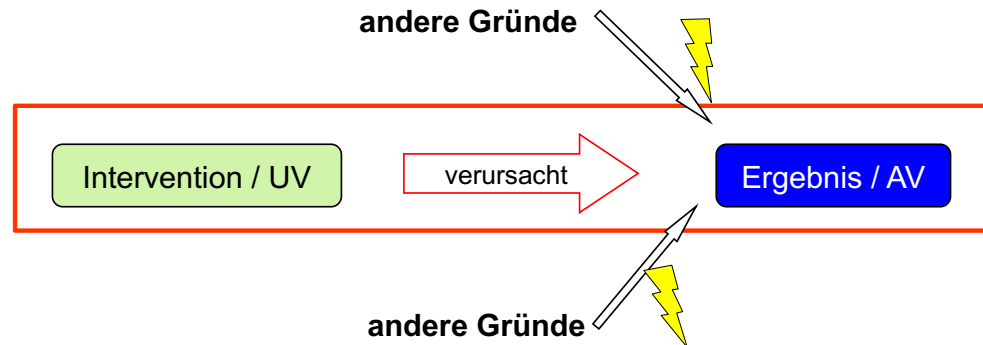 andere Gründe
Intervention / UV
verursacht
Ergebnis / AV
andere Gründe